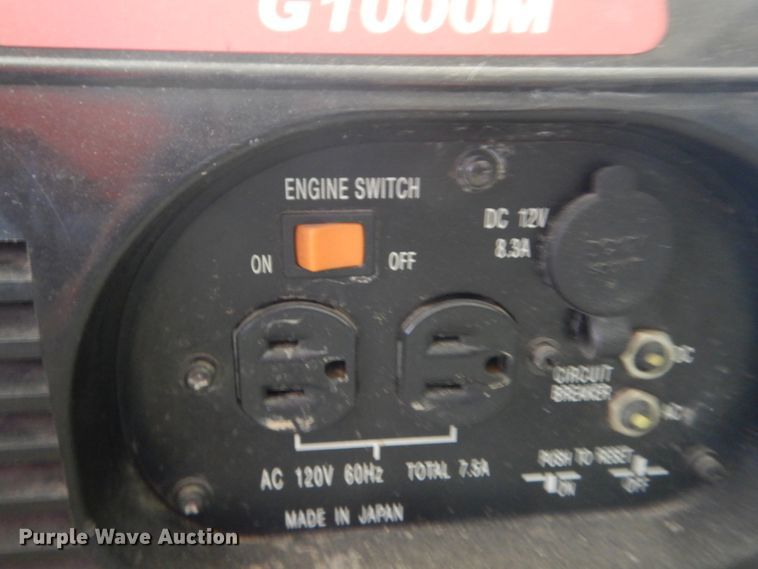 G1000M
ENGINE SWITCH
ON
OFF
DC 12V
8.3A
DC
CIRCUIT
BREAKER
AC
AC 120V 60Hz TOTAL 7.5A
PUSH TO RESET
ON
OFF
MADE IN JAPAN
Purple Wave Auction